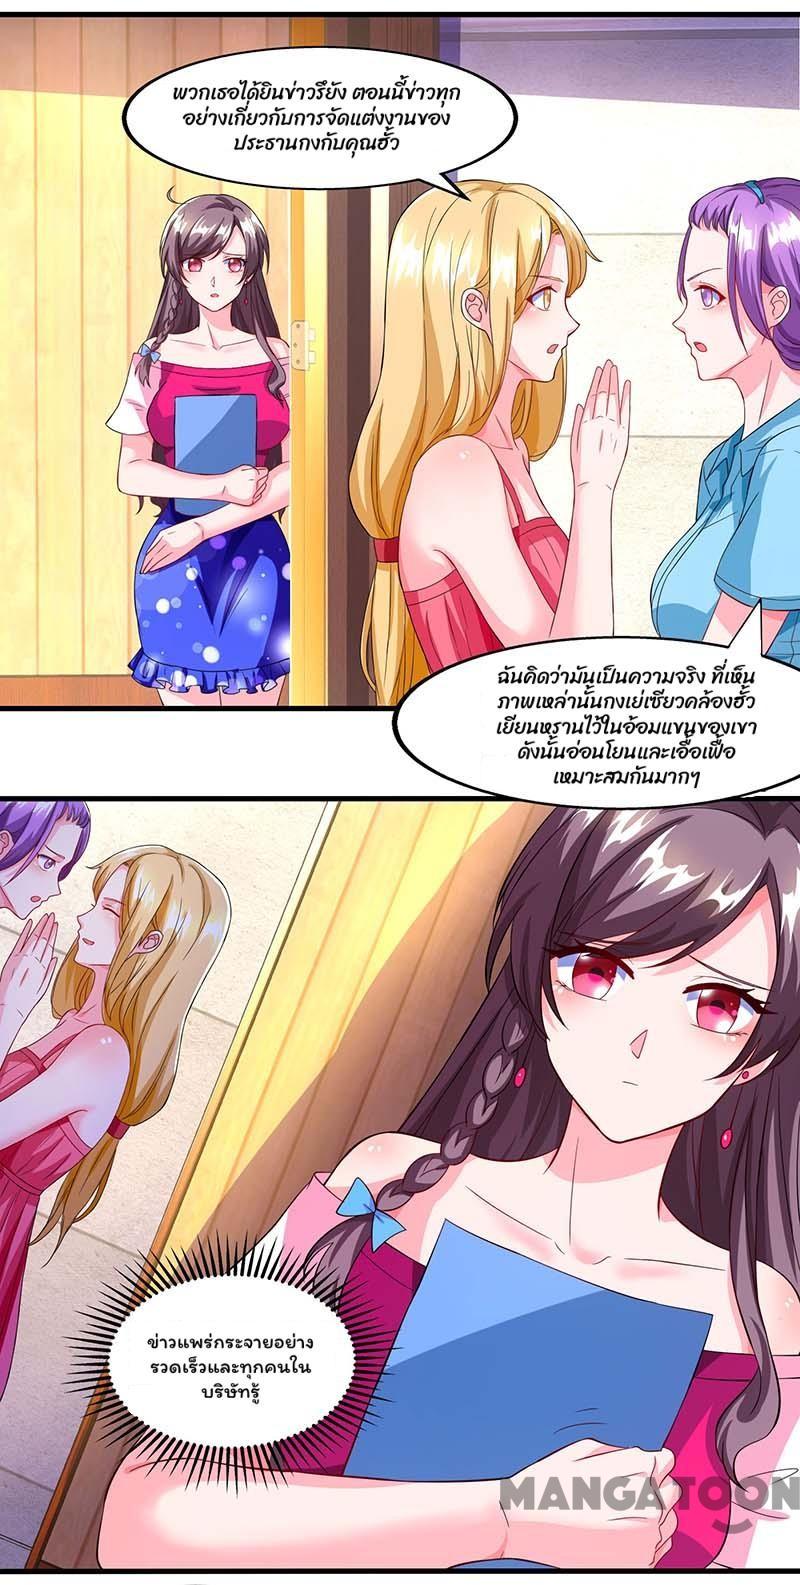 พวกเธอได้ยินข่าวรึยัง ตอนนี้ข่าวทุก
อย่างเกี่ยวกับการจัดแต่งงานของ
ประธานกงกับคุณฮั้ว
ฉันคิดว่ามันเป็นความจริง ที่เห็น
ภาพเหล่านั้นกงเย่เซียวคล้องฮั้ว
เยียนหรานไว้ในอ้อมแขนของเขา
ดังนั้นอ่อนโยนและเอื้อเฟื้อ
เหมาะสมกันมากๆ
ข่าวแพร่กระจายอย่าง
รวดเร็วและทุกคนใน
บริษัทรู้
MANGATOON